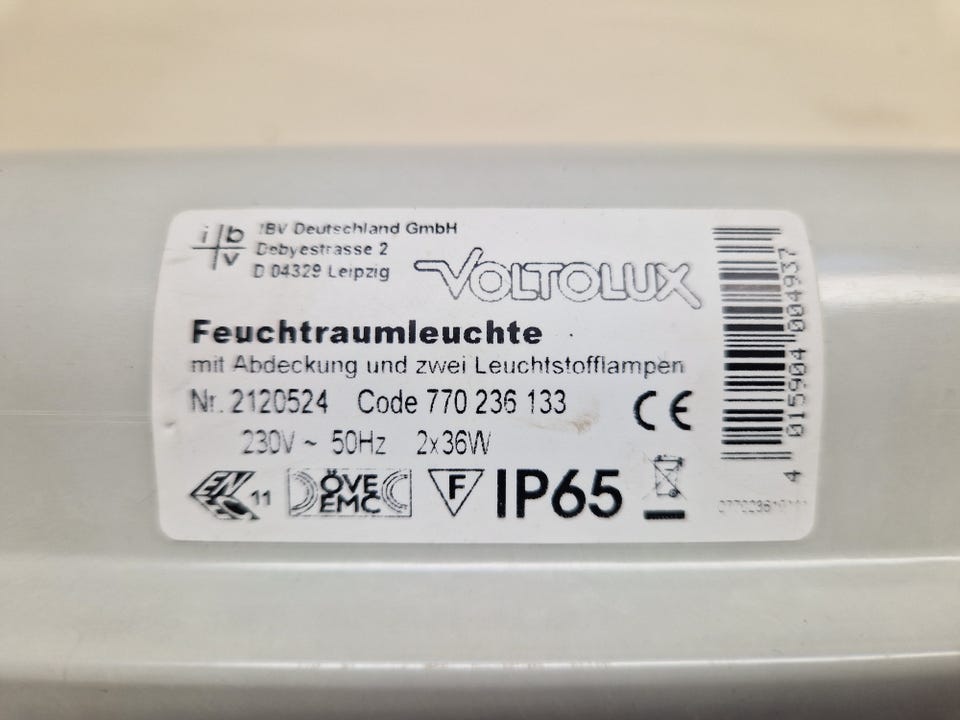 i b v
IBV Deutschland GmbH
Debyestrasse 2
D 04329 Leipzig
VOLTOLUX
Feuchtraumleuchte
mit Abdeckung und zwei Leuchtstofflampen
Nr. 2120524 Code 770 236 133
CE
230V ~ 50Hz 2x36W
EN 11
ÖVE
EMC
F
IP65
4 015904 004937